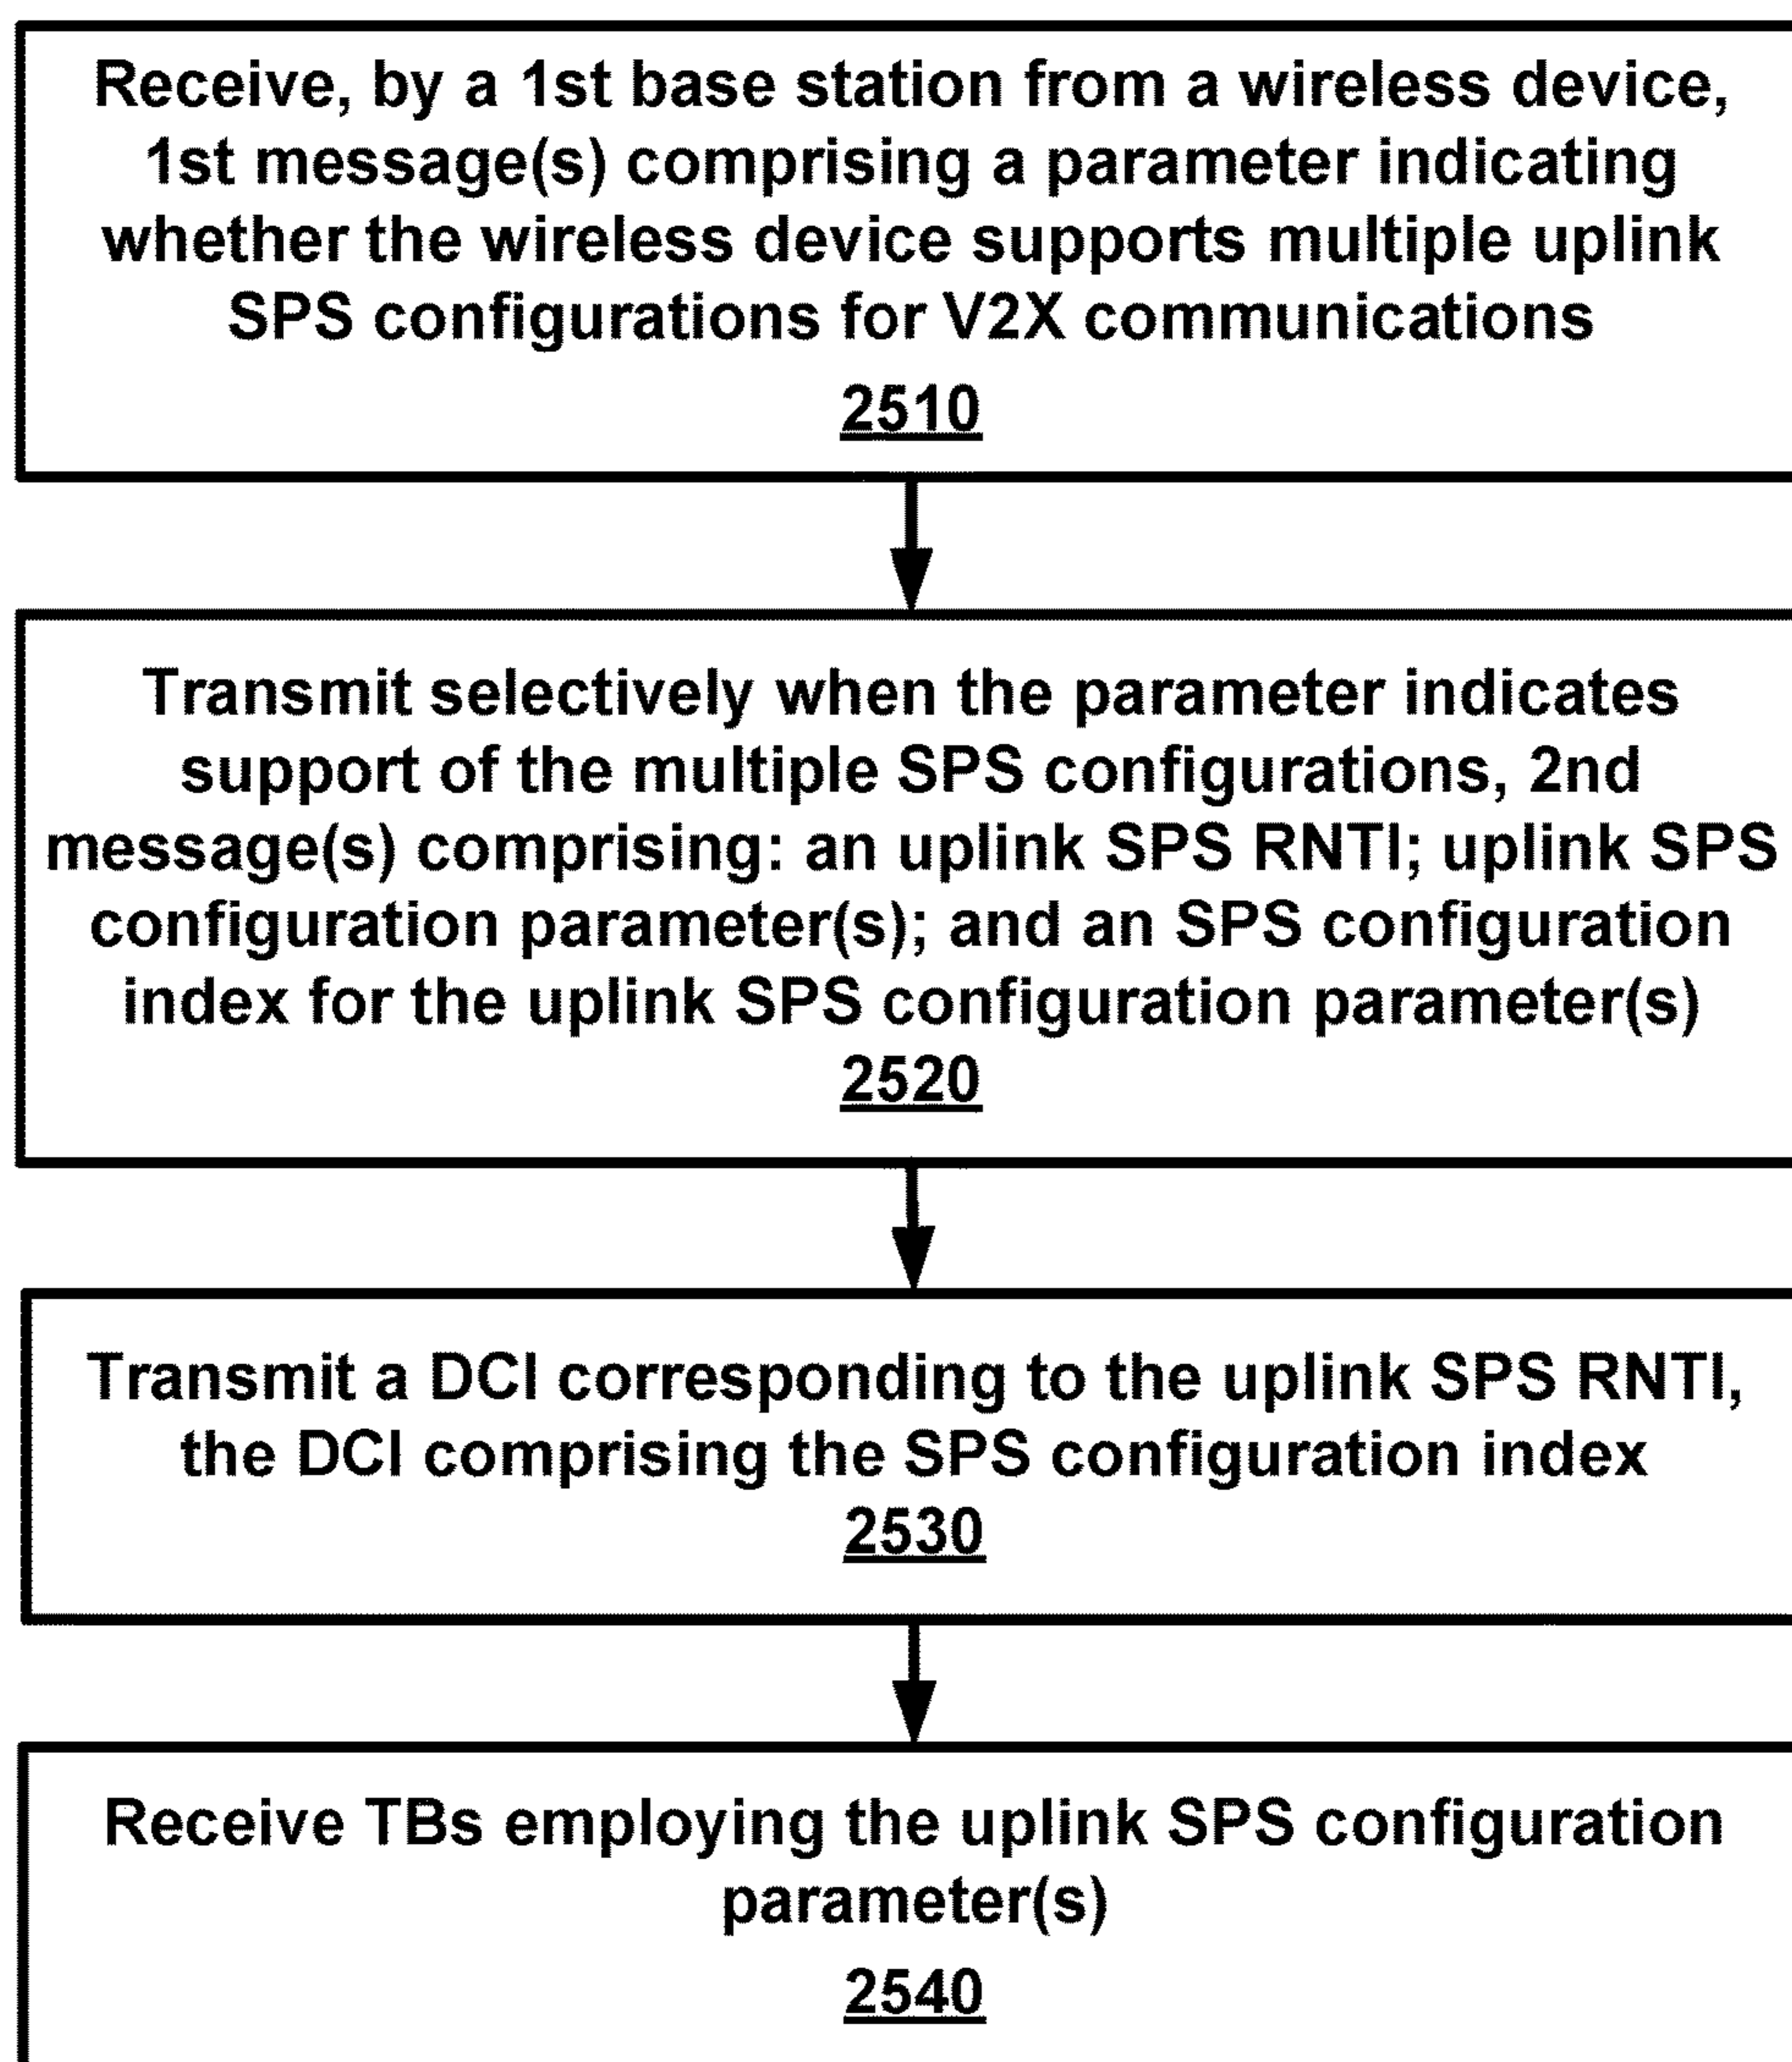 Receive, by a 1st base station from a wireless device,
1st message(s) comprising a parameter indicating
whether the wireless device supports multiple uplink
SPS configurations for V2X communications
2510
Transmit selectively when the parameter indicates
support of the multiple SPS configurations, 2nd
message(s) comprising: an uplink SPS RNTI; uplink SPS
configuration parameter(s); and an SPS configuration
index for the uplink SPS configuration parameter(s)
2520
Transmit a DCI corresponding to the uplink SPS RNTI,
the DCI comprising the SPS configuration index
2530
Receive TBs employing the uplink SPS configuration
parameter(s)
2540